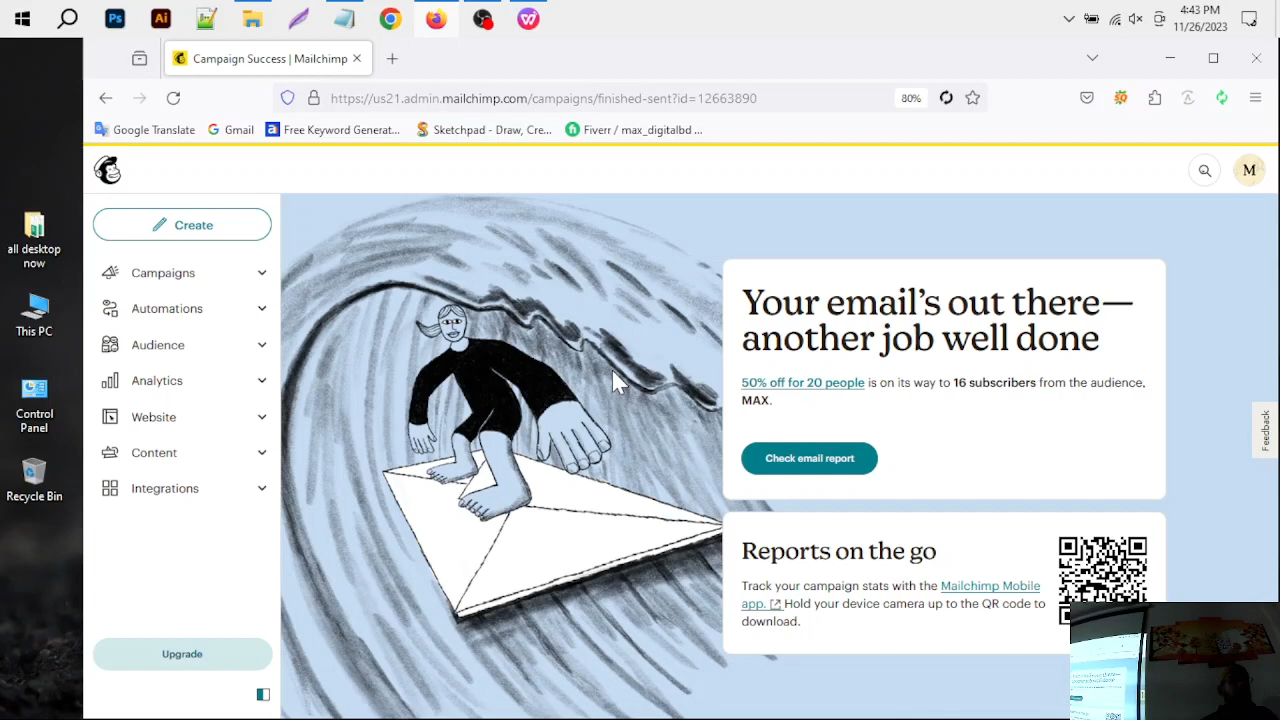 4:43 PM
11/26/2023
Campaign Success | Mailchimp
https://us21.admin.mailchimp.com/campaigns/finished-sent?id=12663890
80%
Google Translate
Gmail
Free Keyword Generat...
Sketchpad - Draw, Cre...
Fiverr / max_digitalbd ...
M
Create
Campaigns
Automations
Audience
Analytics
Website
Content
Integrations
Upgrade
all desktop
now
This PC
Control
Panel
Recycle Bin
Your email's out there—
another job well done
50% off for 20 people is on its way to 16 subscribers from the audience,
MAX.
Check email report
Reports on the go
Track your campaign stats with the Mailchimp Mobile
app. Hold your device camera up to the QR code to
download.
Feedback